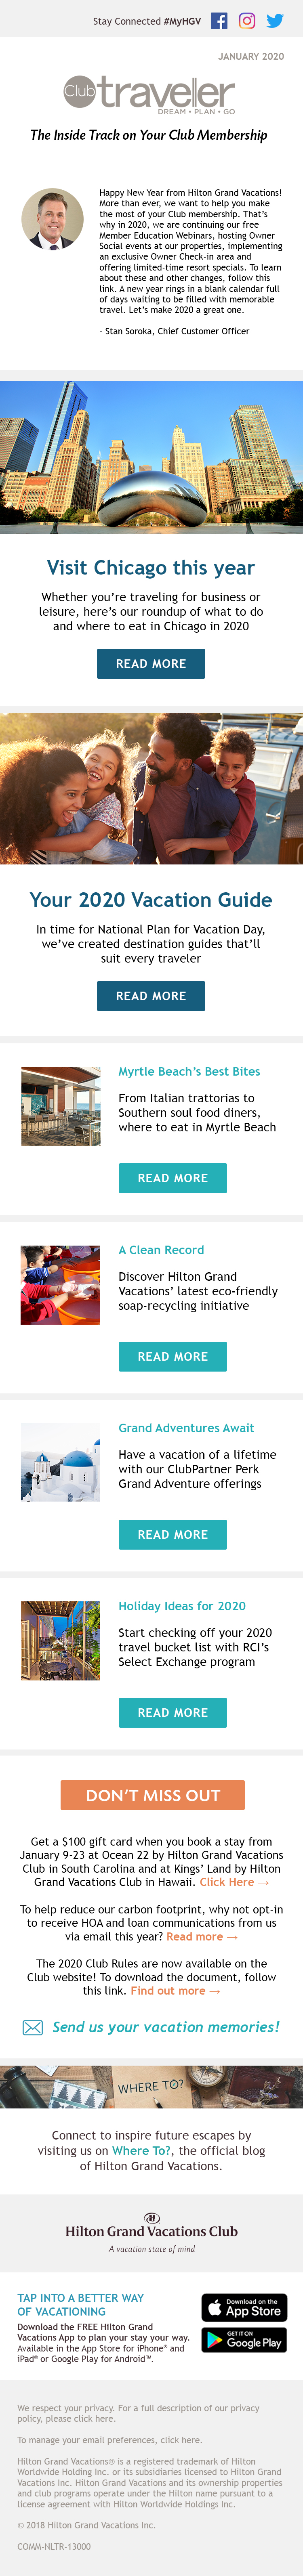 Stay Connected #MyHGV
JANUARY 2020
Club traveler
DREAM • PLAN • GO
The Inside Track on Your Club Membership
Happy New Year from Hilton Grand Vacations!
More than ever, we want to help you make
the most of your Club membership. That's
why in 2020, we are continuing our free
Member Education Webinars, hosting Owner
Social events at our properties, implementing
an exclusive Owner Check-in area and
offering limited-time resort specials. To learn
about these and other changes, follow this
link. A new year rings in a blank calendar full
of days waiting to be filled with memorable
travel. Let's make 2020 a great one.
- Stan Soroka, Chief Customer Officer
Visit Chicago this year
Whether you're traveling for business or
leisure, here's our roundup of what to do
and where to eat in Chicago in 2020
READ MORE
Your 2020 Vacation Guide
In time for National Plan for Vacation Day,
we've created destination guides that'll
suit every traveler
READ MORE
Myrtle Beach's Best Bites
From Italian trattorias to
Southern soul food diners,
where to eat in Myrtle Beach
READ MORE
A Clean Record
Discover Hilton Grand
Vacations' latest eco-friendly
soap-recycling initiative
READ MORE
Grand Adventures Await
Have a vacation of a lifetime
with our ClubPartner Perk
Grand Adventure offerings
READ MORE
Holiday Ideas for 2020
Start checking off your 2020
travel bucket list with RCI's
Select Exchange program
READ MORE
DON'T MISS OUT
Get a $100 gift card when you book a stay from
January 9-23 at Ocean 22 by Hilton Grand Vacations
Club in South Carolina and at Kings' Land by Hilton
Grand Vacations Club in Hawaii. Click Here →
To help reduce our carbon footprint, why not opt-in
to receive HOA and loan communications from us
via email this year? Read more →
The 2020 Club Rules are now available on the
Club website! To download the document, follow
this link. Find out more →
Send us your vacation memories!
WHERE TO?
Connect to inspire future escapes by
visiting us on Where To?, the official blog
of Hilton Grand Vacations.
Hilton Grand Vacations Club
A vacation state of mind
TAP INTO A BETTER WAY
OF VACATIONING
Download the FREE Hilton Grand
Vacations App to plan your stay your way.
Available in the App Store for iPhone® and
iPad® or Google Play for Android™.
Download on the
App Store
GET IT ON
Google Play
We respect your privacy. For a full description of our privacy
policy, please click here.
To manage your email preferences, click here.
Hilton Grand Vacations® is a registered trademark of Hilton
Worldwide Holding Inc. or its subsidiaries licensed to Hilton Grand
Vacations Inc. Hilton Grand Vacations and its ownership properties
and club programs operate under the Hilton name pursuant to a
license agreement with Hilton Worldwide Holdings Inc.
© 2018 Hilton Grand Vacations Inc.
COMM-NLTR-13000